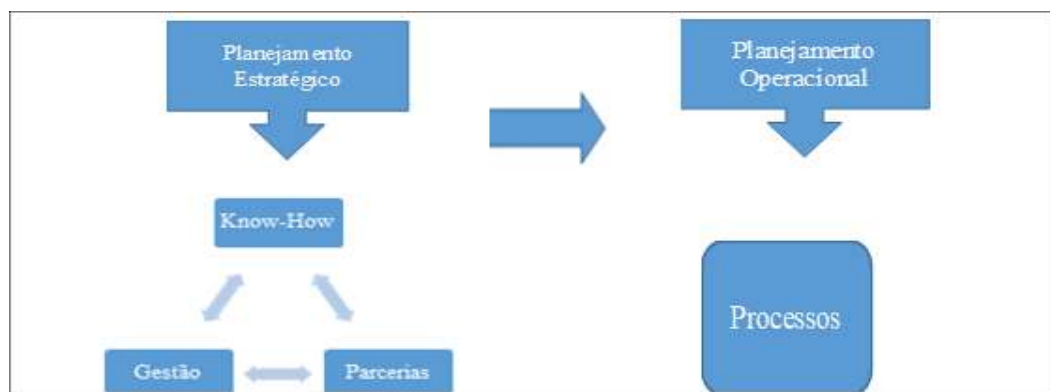 Planejamento
Estratégico
Planejamento
Operacional
Know-How
Gestão
Parcerias
Processos